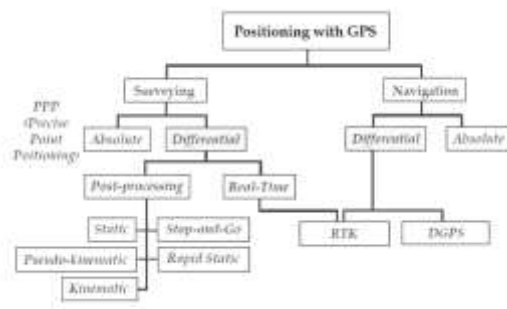 Positioning with GPS
Surveying
Navigation
PPP
(Precise
Point
Positioning)
Absolute
Differential
Differential
Absolute
Post-processing
Real-Time
Static
Stop-and-Go
RTK
DGPS
Pseudo-kinematic
Rapid Static
Kinematic